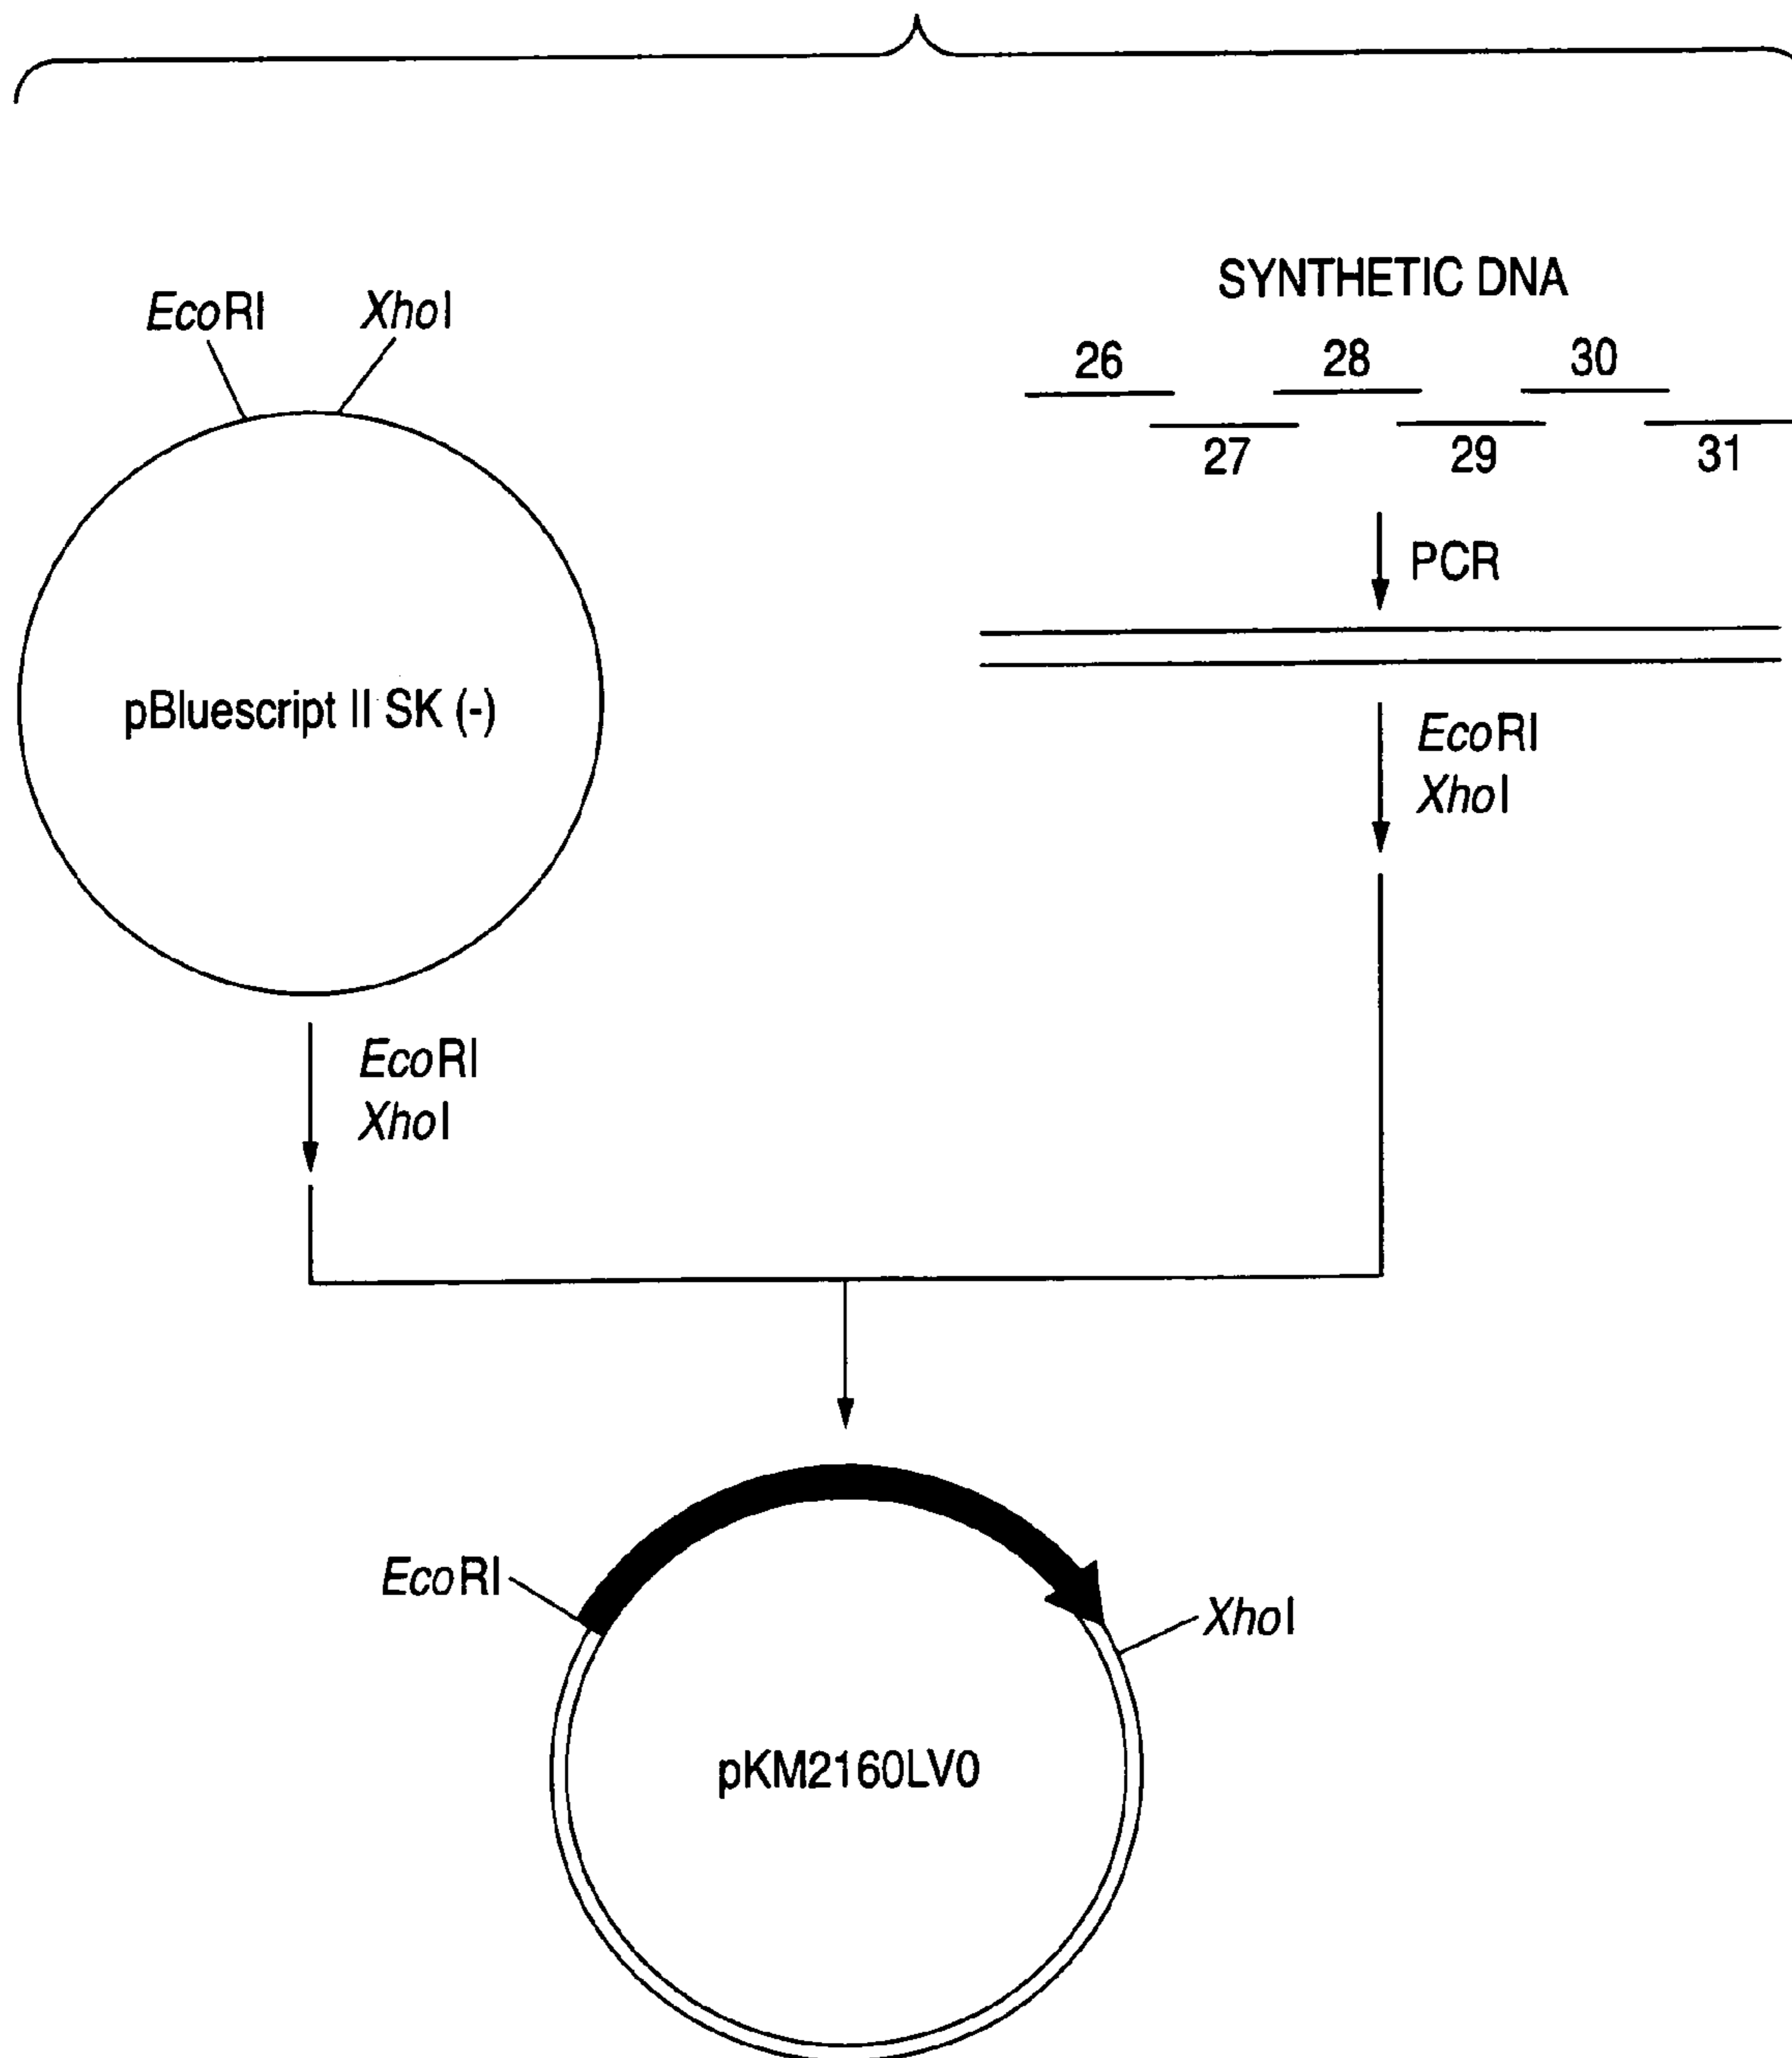 SYNTHETIC DNA
EcoRI XhoI
26 28 30
27 29 31
PCR
pBluescript II SK (-)
EcoRI
XhoI
EcoRI
XhoI
EcoRI
XhoI
pKM2160LV0